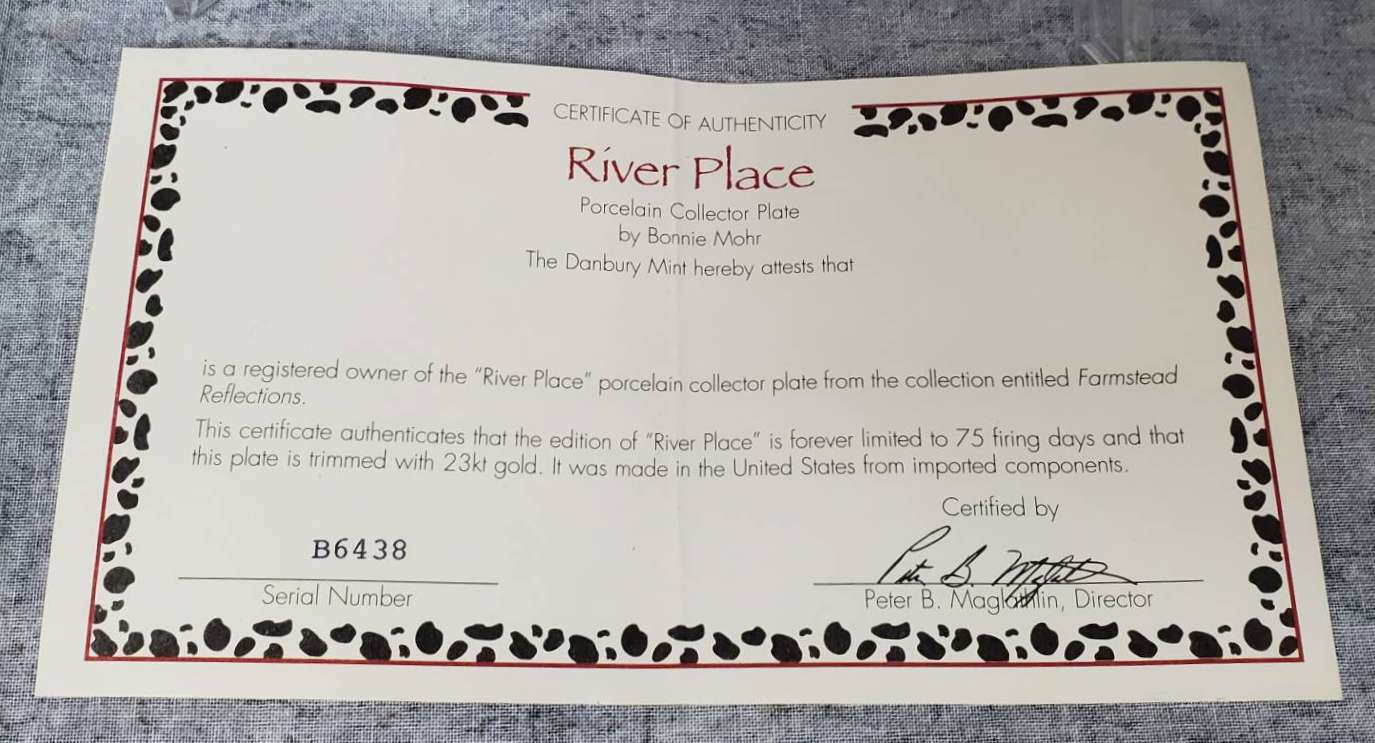 CERTIFICATE OF AUTHENTICITY
River Place
Porcelain Collector Plate
by Bonnie Mohr
The Danbury Mint hereby attests that
is a registered owner of the "River Place" porcelain collector plate from the collection entitled Farmstead
Reflections.
This certificate authenticates that the edition of "River Place" is forever limited to 75 firing days and that
this plate is trimmed with 23kt gold. It was made in the United States from imported components.
Certified by
B6438
Peter B. Maglathlin
Serial Number
Peter B. Maglathlin, Director